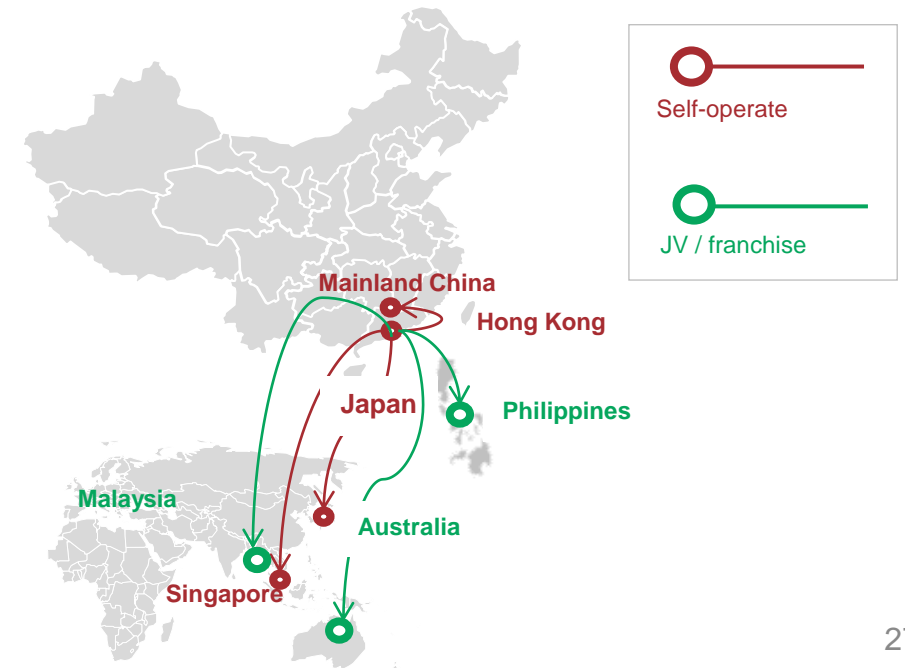 Self-operate
JV / franchise
Mainland China
Hong Kong
Japan
Philippines
Malaysia
Australia
Singapore